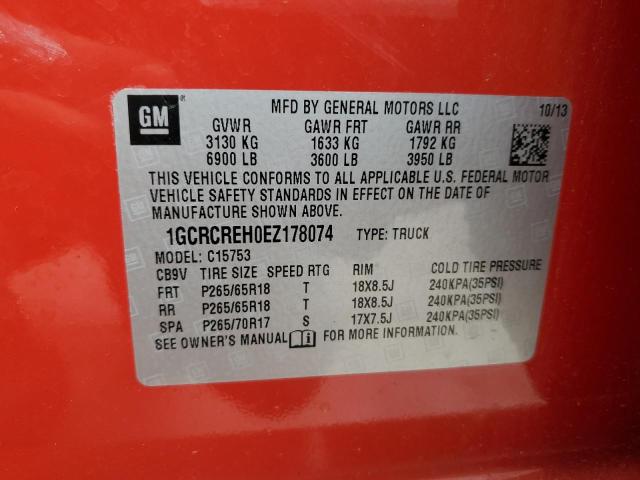 GM
MFD BY GENERAL MOTORS LLC 10/13
GVWR GAWR FRT GAWR RR
3130 KG 1633 KG 1792 KG
6900 LB 3600 LB 3950 LB
THIS VEHICLE CONFORMS TO ALL APPLICABLE U.S. FEDERAL MOTOR
VEHICLE SAFETY STANDARDS IN EFFECT ON THE DATE OF
MANUFACTURE SHOWN ABOVE.
1GCRCREH0EZ178074 TYPE: TRUCK
MODEL: C15753
CB9V TIRE SIZE SPEED RTG RIM COLD TIRE PRESSURE
FRT P265/65R18 T 18X8.5J 240KPA(35PSI)
RR P265/65R18 T 18X8.5J 240KPA(35PSI)
SPA P265/70R17 S 17X7.5J 240KPA(35PSI)
SEE OWNER'S MANUAL FOR MORE INFORMATION.